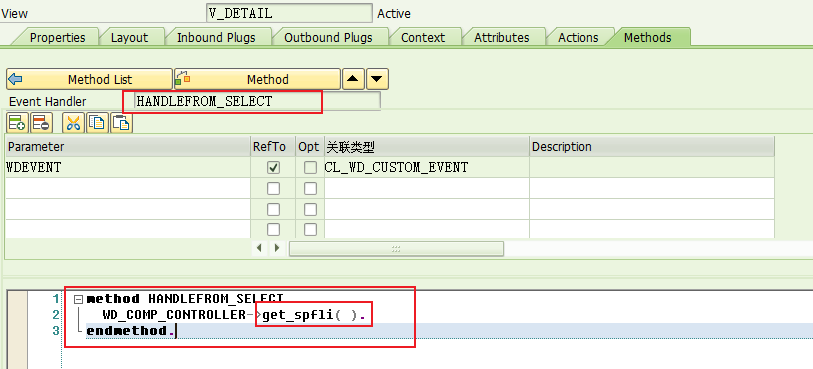 View V_DETAIL Active
Properties Layout Inbound Plugs Outbound Plugs Context Attributes Actions Methods
Method List Method
Event Handler HANDLEFROM_SELECT
Parameter RefTo Opt 关联类型 Description
WDEVENT CL_WD_CUSTOM_EVENT
1 method HANDLEFROM_SELECT
2 WD_COMP_CONTROLLER->get_spfli( ).
3 endmethod.